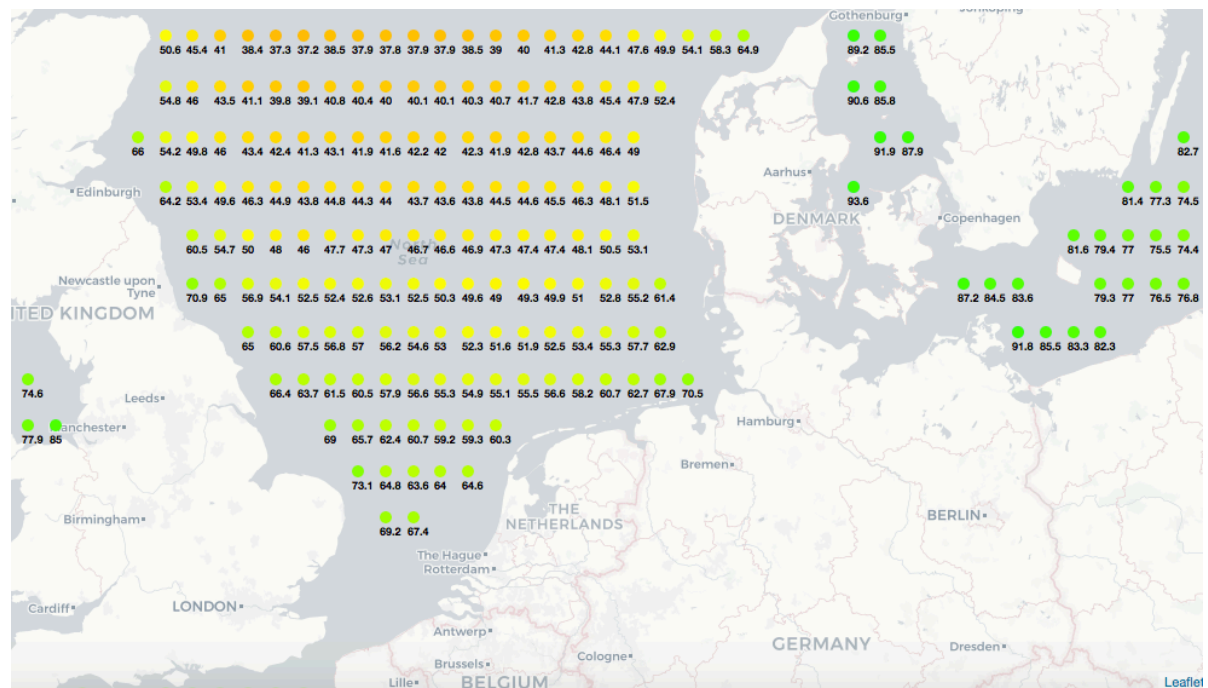 Gothenburg
50.6 45.4 41 38.4 37.3 37.2 38.5 37.9 37.8 37.9 37.9 38.5 39 40 41.3 42.8 44.1 47.6 49.9 54.1 58.3 64.9 89.2 85.5
54.8 46 43.5 41.1 39.8 39.1 40.8 40.4 40 40.1 40.1 40.3 40.7 41.7 42.8 43.8 45.4 47.9 52.4 90.6 85.8
66 54.2 49.8 46 43.4 42.4 41.3 43.1 41.9 41.6 42.2 42 42.3 41.9 42.8 43.7 44.6 46.4 49 91.9 87.9 82.7
Aarhus
Edinburgh
64.2 53.4 49.6 46.3 44.9 43.8 44.8 44.3 44 43.7 43.6 43.8 44.5 44.6 45.5 46.3 48.1 51.5 93.6 81.4 77.3 74.5
DENMARK Copenhagen
North
60.5 54.7 50 48 46 47.7 47.3 47 46.7 46.6 46.9 47.3 47.4 47.4 48.1 50.5 53.1 81.6 79.4 77 75.5 74.4
Sea
Newcastle upon
Tyne
70.9 65 56.9 54.1 52.5 52.4 52.6 53.1 52.5 50.3 49.6 49 49.3 49.9 51 52.8 55.2 61.4 87.2 84.5 83.6 79.3 77 76.5 76.8
ITED KINGDOM
65 60.6 57.5 56.8 57 56.2 54.6 53 52.3 51.6 51.9 52.5 53.4 55.3 57.7 62.9 91.8 85.5 83.3 82.3
74.6 66.4 63.7 61.5 60.5 57.9 56.6 55.3 54.9 55.1 55.5 56.6 58.2 60.7 62.7 67.9 70.5
Leeds
Hamburg
anchester
77.9 85 69 65.7 62.4 60.7 59.2 59.3 60.3
Bremen
73.1 64.8 63.6 64 64.6
THE
NETHERLANDS
BERLIN
Birmingham
69.2 67.4
The Hague
Rotterdam
Cardiff LONDON
Antwerp
GERMANY Dresden
Cologne
Brussels
Lille BELGIUM
Leaflet